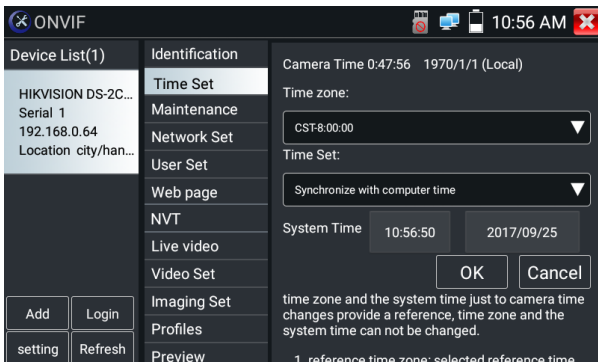 ONVIF
10:56 AM
Device List(1)
HIKVISION DS-2C...
Serial 1
192.168.0.64
Location city/han...
Add
Login
setting
Refresh
Identification
Time Set
Maintenance
Network Set
User Set
Web page
NVT
Live video
Video Set
Imaging Set
Profiles
Preview
Camera Time 0:47:56 1970/1/1 (Local)
Time zone:
CST-8:00:00
Time Set:
Synchronize with computer time
System Time
10:56:50
2017/09/25
OK
Cancel
time zone and the system time just to camera time
changes provide a reference, time zone and the
system time can not be changed.
1. reference time zone: selected reference time